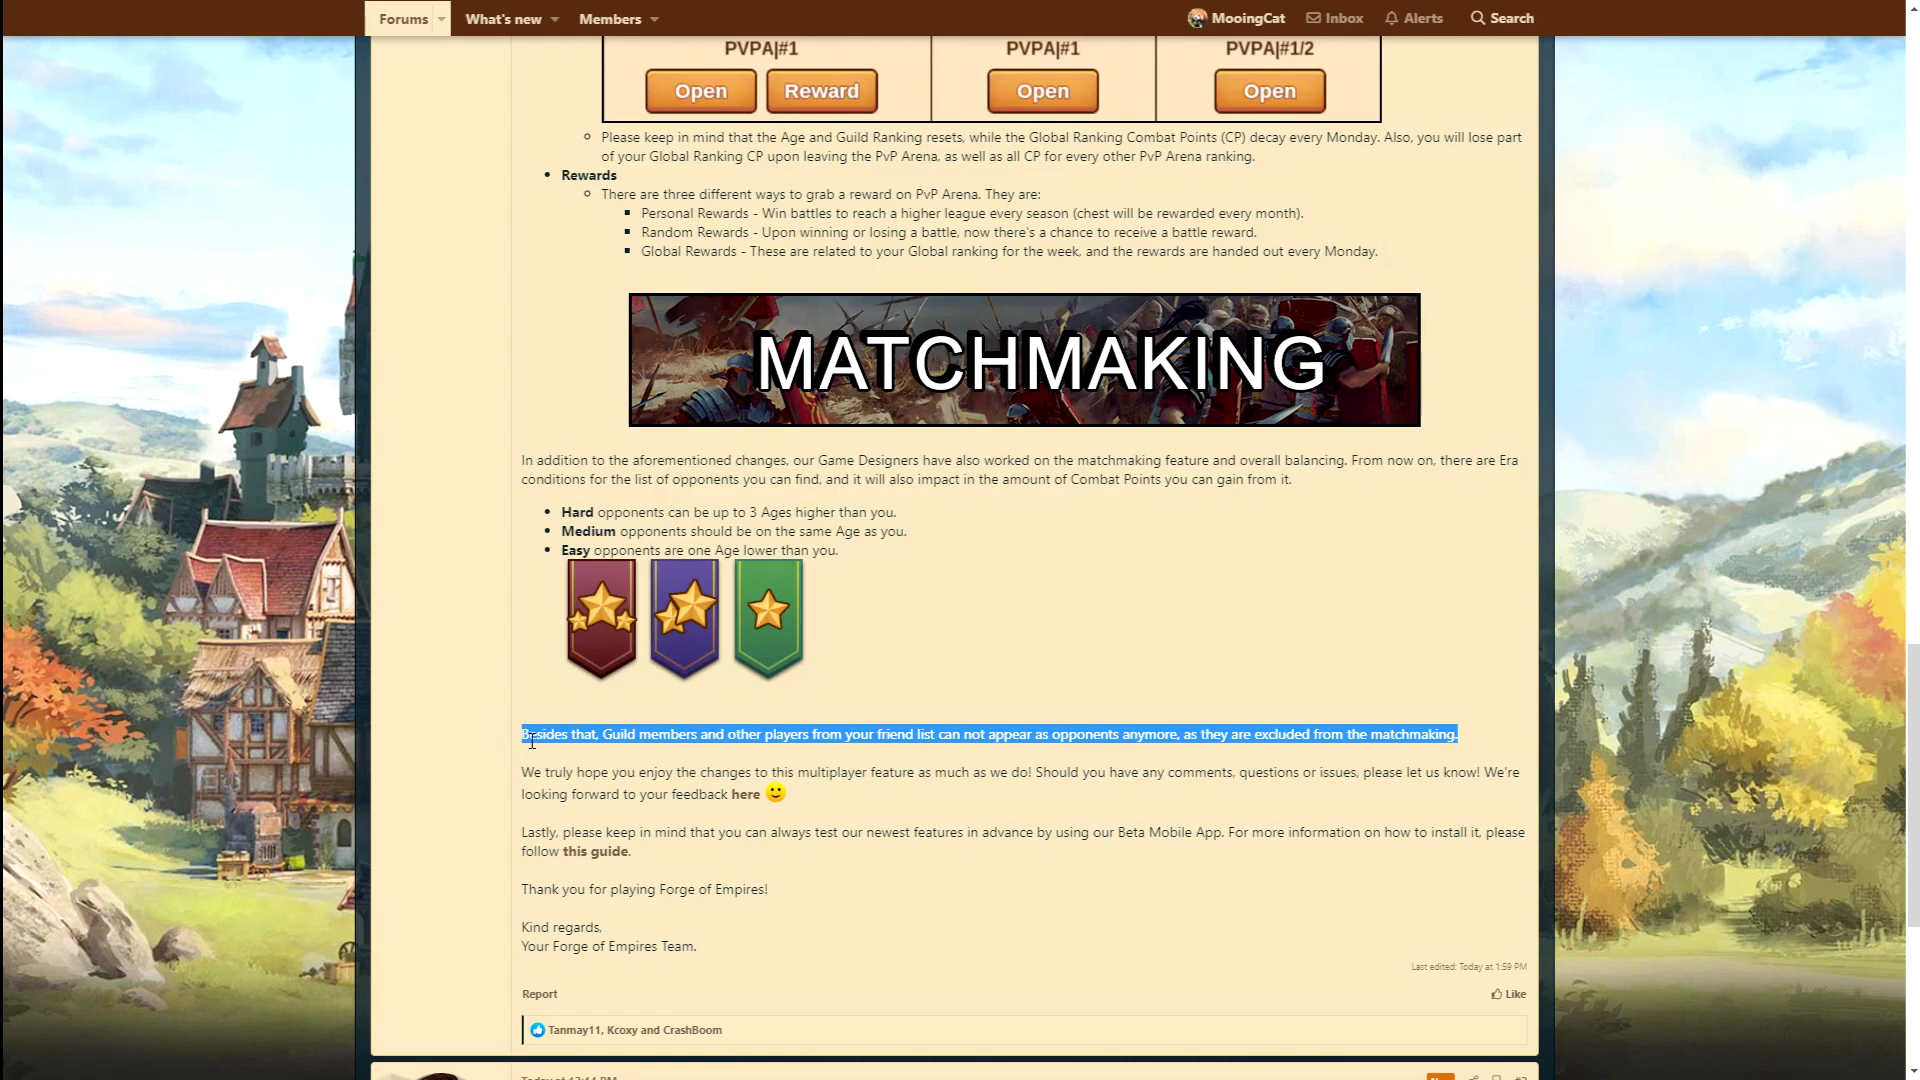 Forums
What's new
Members
MooingCat
Inbox
Alerts
Search
PVPA|#1
PVPA|#1
PVPA|#1/2
Open
Reward
Open
Open
Please keep in mind that the Age and Guild Ranking resets, while the Global Ranking Combat Points (CP) decay every Monday. Also, you will lose part
of your Global Ranking CP upon leaving the PvP Arena, as well as all CP for every other PvP Arena ranking.
Rewards
There are three different ways to grab a reward on PvP Arena. They are:
Personal Rewards - Win battles to reach a higher league every season (chest will be rewarded every month).
Random Rewards - Upon winning or losing a battle, now there's a chance to receive a battle reward.
Global Rewards - These are related to your Global ranking for the week, and the rewards are handed out every Monday.
MATCHMAKING
In addition to the aforementioned changes, our Game Designers have also worked on the matchmaking feature and overall balancing. From now on, there are Era
conditions for the list of opponents you can find, and it will also impact in the amount of Combat Points you can gain from it.
Hard opponents can be up to 3 Ages higher than you.
Medium opponents should be on the same Age as you.
Easy opponents are one Age lower than you.
Besides that, Guild members and other players from your friend list can not appear as opponents anymore, as they are excluded from the matchmaking.
We truly hope you enjoy the changes to this multiplayer feature as much as we do! Should you have any comments, questions or issues, please let us know! We're
looking forward to your feedback here
Lastly, please keep in mind that you can always test our newest features in advance by using our Beta Mobile App. For more information on how to install it, please
follow this guide.
Thank you for playing Forge of Empires!
Kind regards,
Your Forge of Empires Team.
Last edited: Today at 1:59 PM
Report
Like
Tanmay11, Kcoxy and CrashBoom